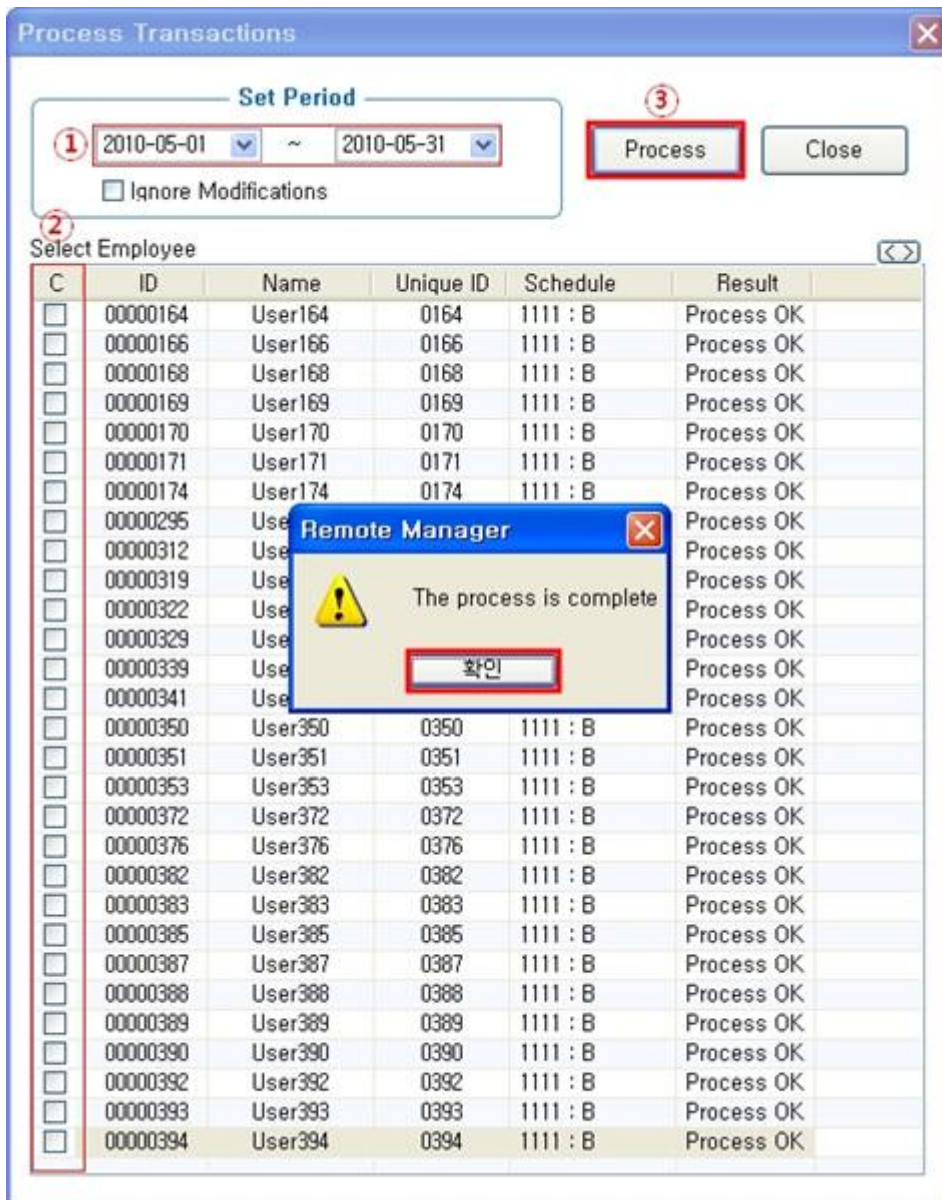 Process Transactions
Set Period
③
① 2010-05-01 ~ 2010-05-31 Process Close
Ignore Modifications
②
Select Employee < >
C ID Name Unique ID Schedule Result
00000164 User164 0164 1111 : B Process OK
00000166 User166 0166 1111 : B Process OK
00000168 User168 0168 1111 : B Process OK
00000169 User169 0169 1111 : B Process OK
00000170 User170 0170 1111 : B Process OK
00000171 User171 0171 1111 : B Process OK
00000174 User174 0174 1111 : B Process OK
00000295 Use Process OK
Remote Manager
00000312 Use Process OK
00000319 Use Process OK
00000322 Use Process OK
The process is complete
00000329 Use Process OK
00000339 Use Process OK
확인
00000341 Use Process OK
00000350 User350 0350 1111 : B Process OK
00000351 User351 0351 1111 : B Process OK
00000353 User353 0353 1111 : B Process OK
00000372 User372 0372 1111 : B Process OK
00000376 User376 0376 1111 : B Process OK
00000382 User382 0382 1111 : B Process OK
00000383 User383 0383 1111 : B Process OK
00000385 User385 0385 1111 : B Process OK
00000387 User387 0387 1111 : B Process OK
00000388 User388 0388 1111 : B Process OK
00000389 User389 0389 1111 : B Process OK
00000390 User390 0390 1111 : B Process OK
00000392 User392 0392 1111 : B Process OK
00000393 User393 0393 1111 : B Process OK
00000394 User394 0394 1111 : B Process OK